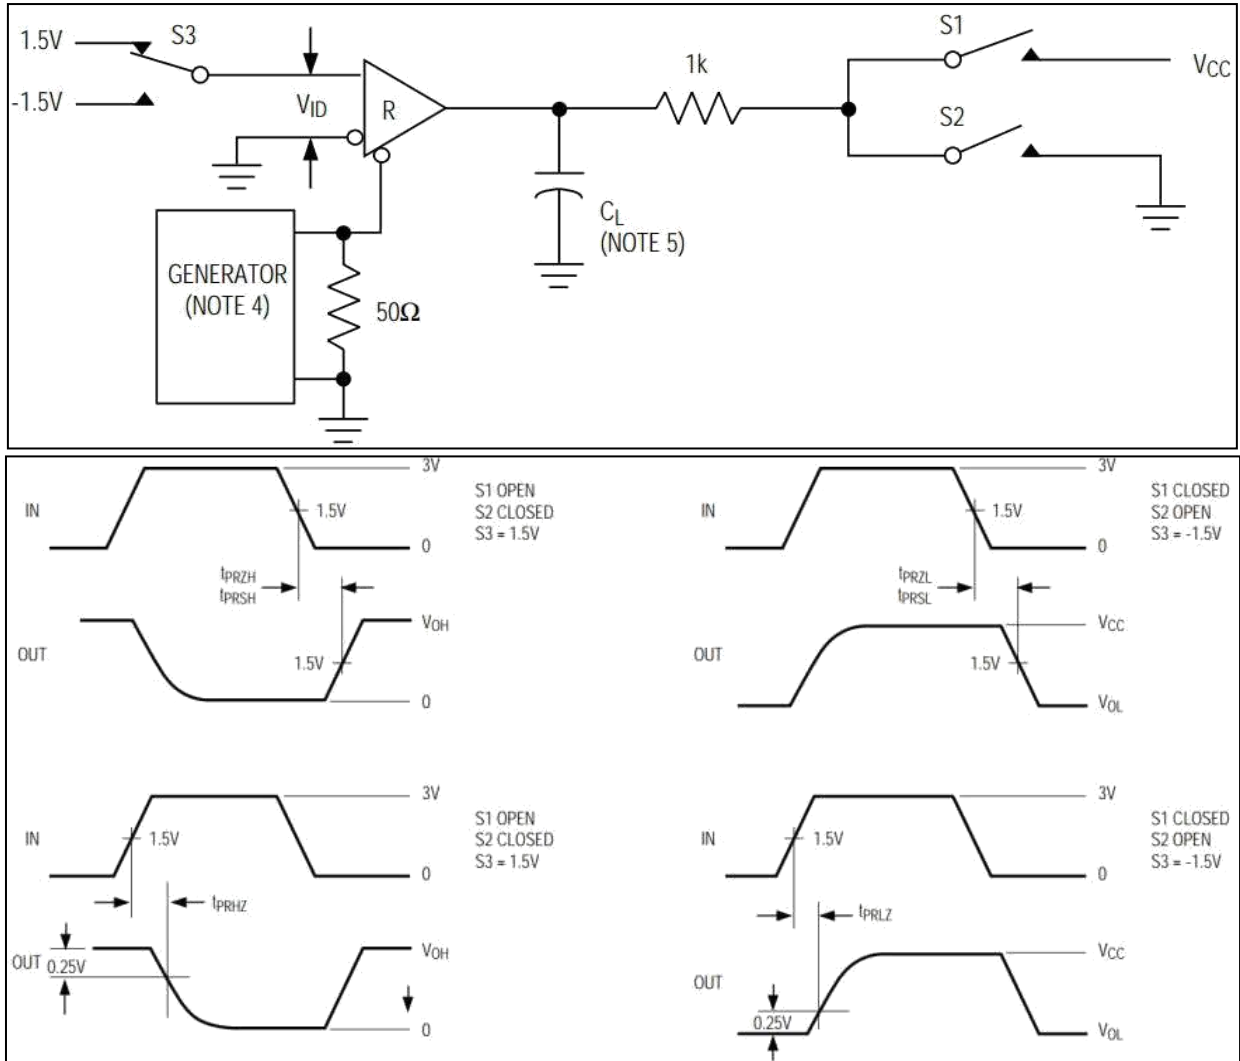 1.5V
S3
-1.5V
VID
R
GENERATOR
(NOTE 4)
50Ω
CL
(NOTE 5)
1k
S1
VCC
S2
IN
3V
1.5V
0
S1 OPEN
S2 CLOSED
S3 = 1.5V
tPRZH
tPRSH
OUT
VOH
1.5V
0
IN
3V
1.5V
0
S1 CLOSED
S2 OPEN
S3 = -1.5V
tPRZL
tPRSL
OUT
VCC
1.5V
VOL
IN
3V
1.5V
0
S1 OPEN
S2 CLOSED
S3 = 1.5V
tPRHZ
OUT
0.25V
VOH
0
IN
3V
1.5V
0
S1 CLOSED
S2 OPEN
S3 = -1.5V
tPRLZ
OUT
VCC
0.25V
VOL